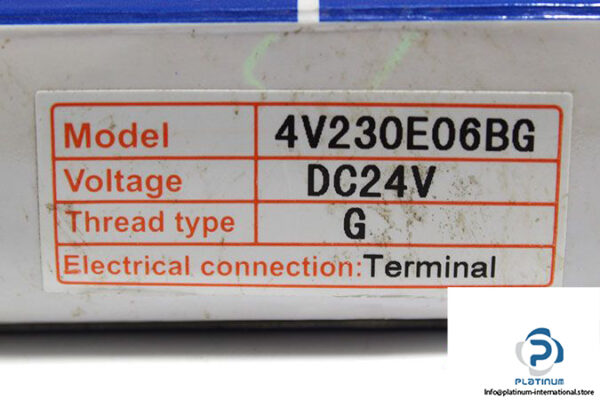 Model 4V230E06BG
Voltage DC24V
Thread type G
Electrical connection: Terminal
PLATINUM
Info@platinum-international.store